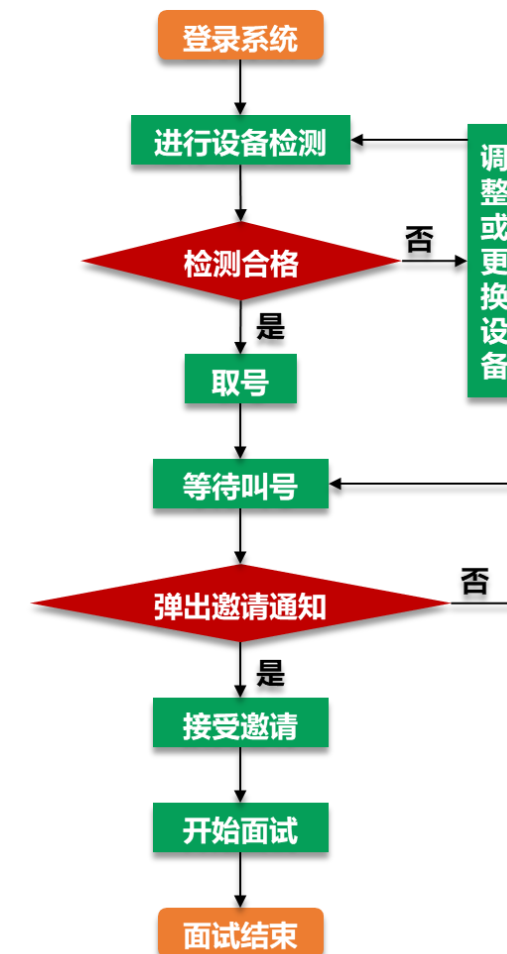 登录系统
进行设备检测
检测合格
否
调
整
或
更
换
设
备
是
取号
等待叫号
弹出邀请通知
否
是
接受邀请
开始面试
面试结束